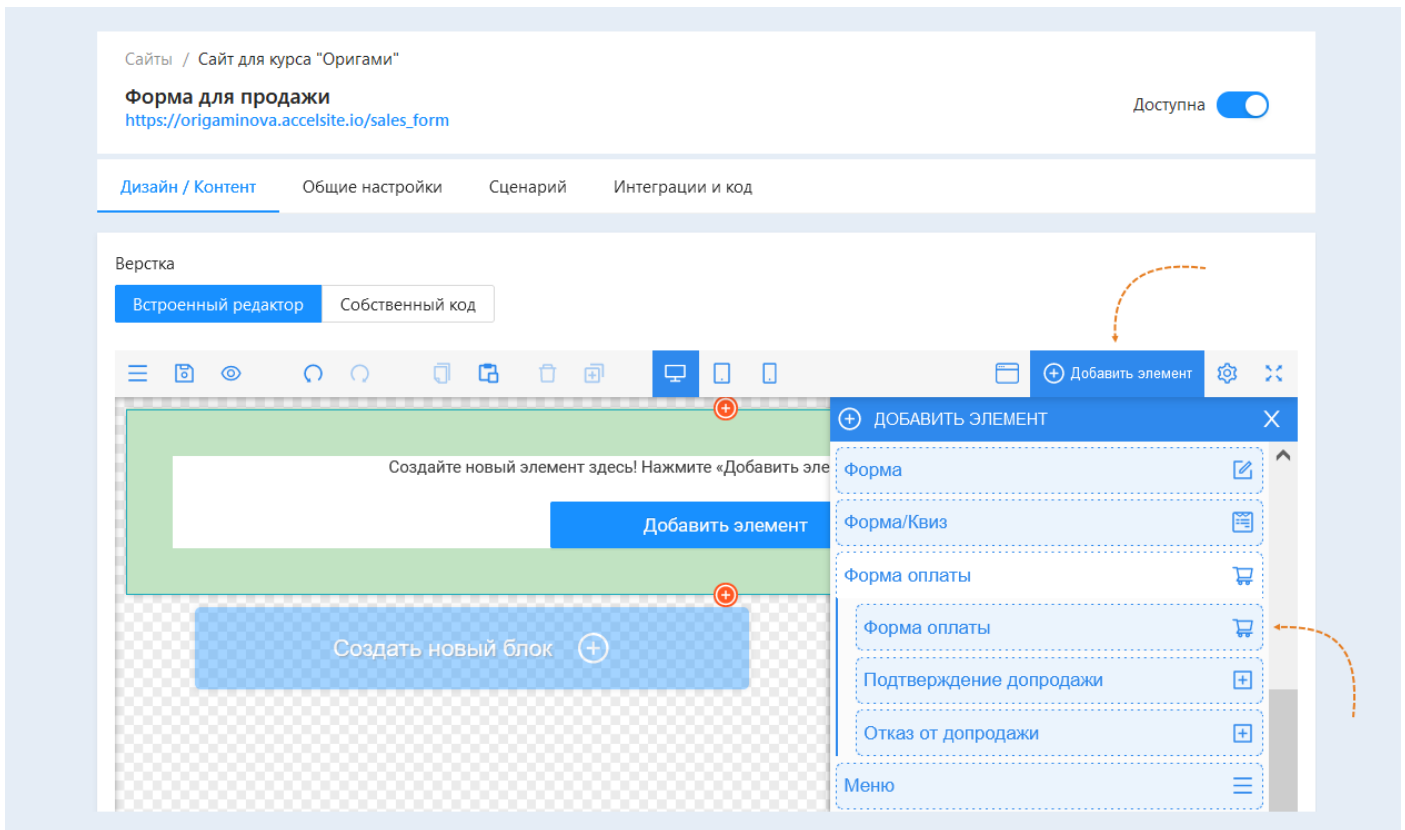 Сайты / Сайт для курса "Оригами"
Форма для продажи
https://origaminova.accelsite.io/sales_form
Доступна
Дизайн / Контент Общие настройки Сценарий Интеграции и код
Верстка
Встроенный редактор Собственный код
Добавить элемент
ДОБАВИТЬ ЭЛЕМЕНТ X
Создайте новый элемент здесь! Нажмите «Добавить эле
Добавить элемент
Создать новый блок
Форма
Форма/Квиз
Форма оплаты
Форма оплаты
Подтверждение допродажи
Отказ от допродажи
Меню